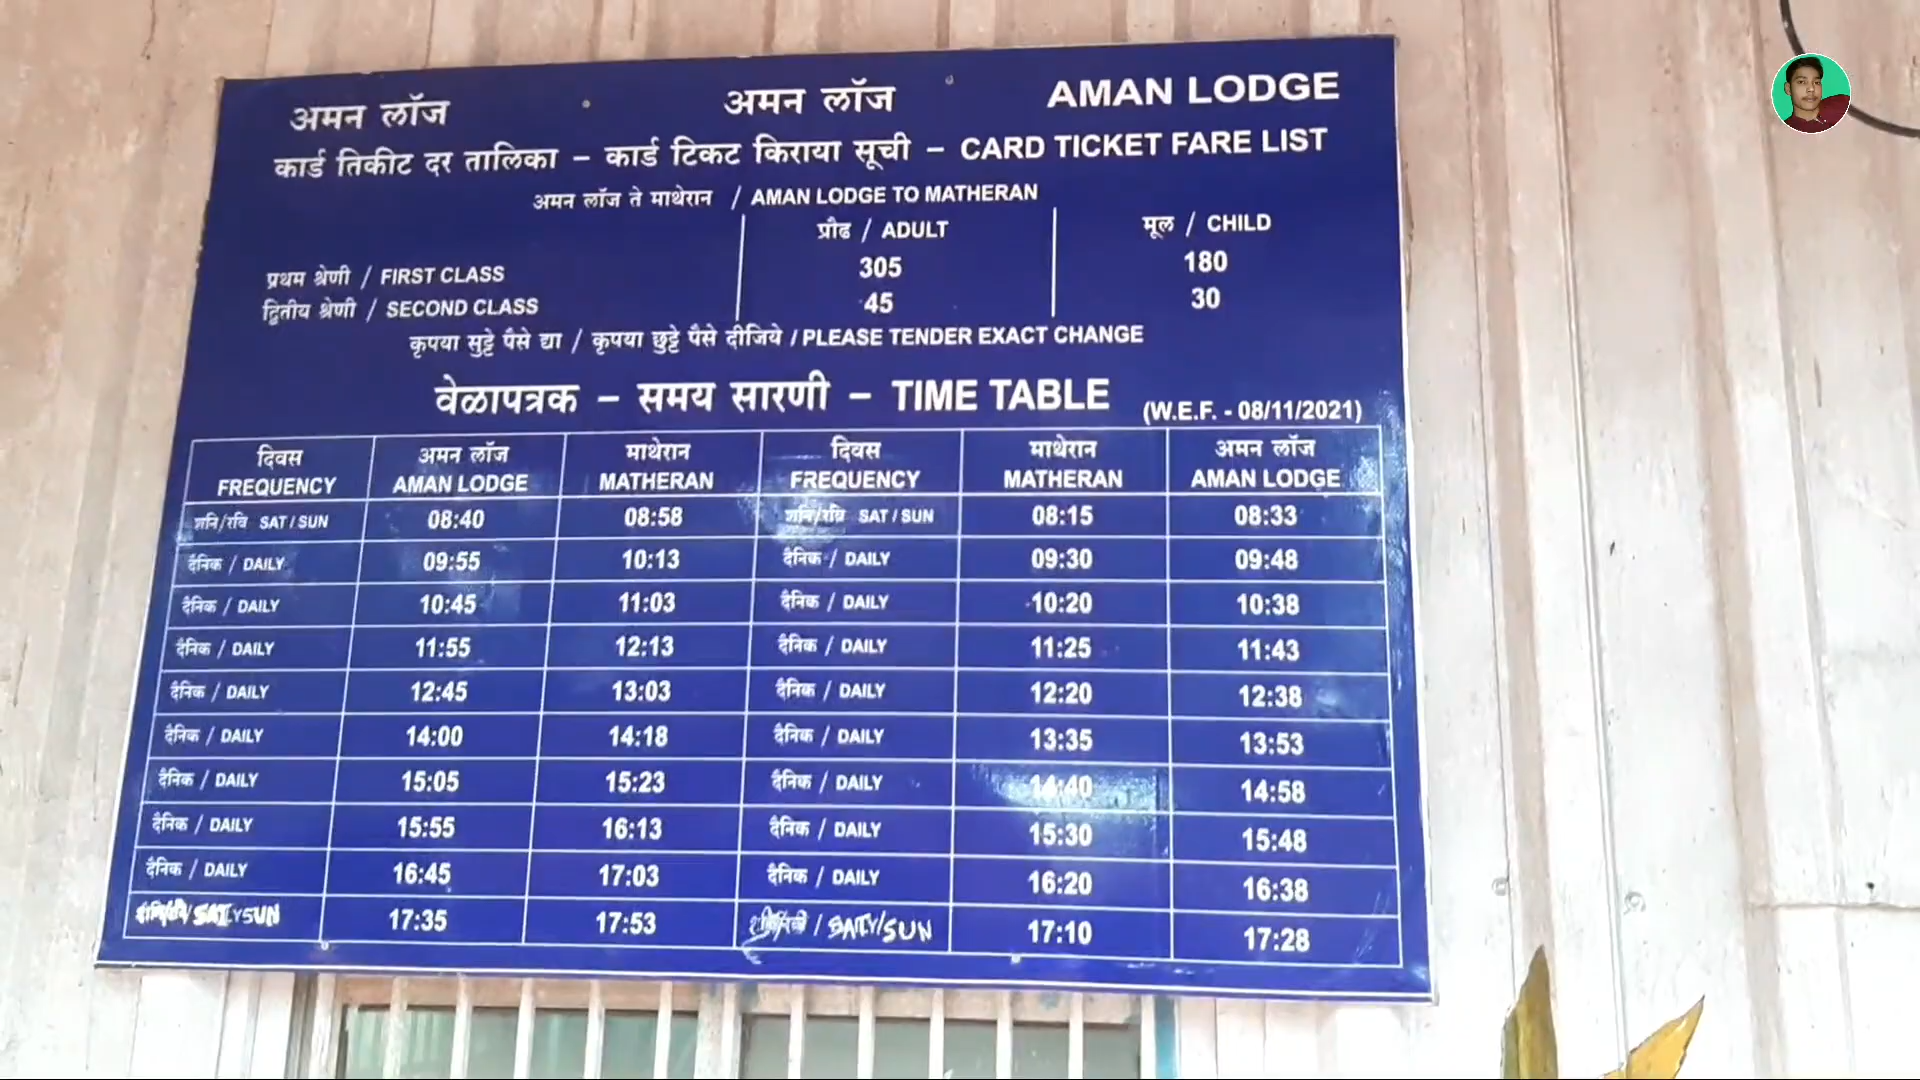 अमन लॉज अमन लॉज AMAN LODGE
कार्ड तिकीट दर तालिका – कार्ड टिकट किराया सूची – CARD TICKET FARE LIST
अमन लॉज ते माथेरान / AMAN LODGE TO MATHERAN
प्रौढ / ADULT मूल / CHILD
प्रथम श्रेणी / FIRST CLASS 305 180
द्वितीय श्रेणी / SECOND CLASS 45 30
कृपया सुट्टे पैसे द्या / कृपया छुट्टे पैसे दीजिये / PLEASE TENDER EXACT CHANGE
वेळापत्रक – समय सारणी – TIME TABLE (W.E.F. - 08/11/2021)
दिवस अमन लॉज माथेरान दिवस माथेरान अमन लॉज
FREQUENCY AMAN LODGE MATHERAN FREQUENCY MATHERAN AMAN LODGE
शनि/रवि SAT / SUN 08:40 08:58 शनि/रवि SAT / SUN 08:15 08:33
दैनिक / DAILY 09:55 10:13 दैनिक / DAILY 09:30 09:48
दैनिक / DAILY 10:45 11:03 दैनिक / DAILY 10:20 10:38
दैनिक / DAILY 11:55 12:13 दैनिक / DAILY 11:25 11:43
दैनिक / DAILY 12:45 13:03 दैनिक / DAILY 12:20 12:38
दैनिक / DAILY 14:00 14:18 दैनिक / DAILY 13:35 13:53
दैनिक / DAILY 15:05 15:23 दैनिक / DAILY 14:40 14:58
दैनिक / DAILY 15:55 16:13 दैनिक / DAILY 15:30 15:48
दैनिक / DAILY 16:45 17:03 दैनिक / DAILY 16:20 16:38
SUN 17:35 17:53 SUN 17:10 17:28